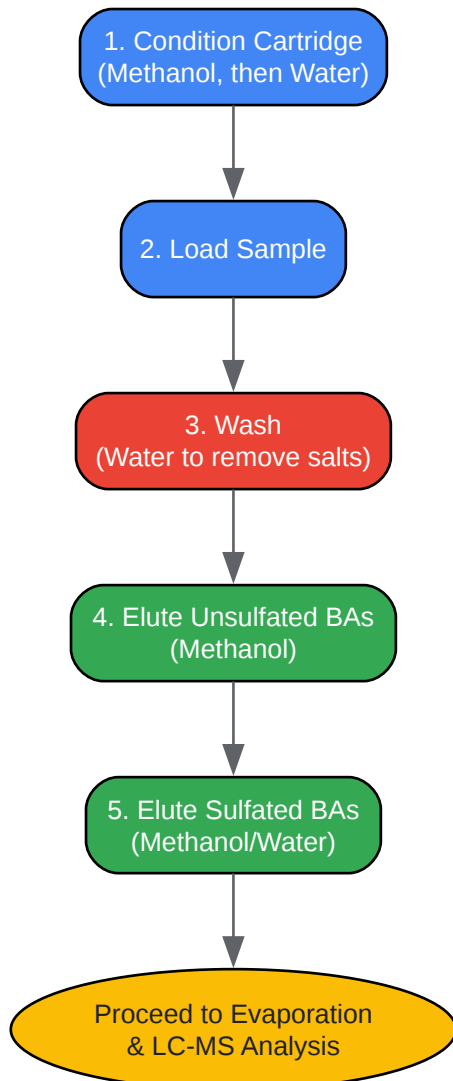 1. Condition Cartridge
(Methanol, then Water)
2. Load Sample
3. Wash
(Water to remove salts)
4. Elute Unsulfated BAs
(Methanol)
5. Elute Sulfated BAs
(Methanol/Water)
Proceed to Evaporation
& LC-MS Analysis